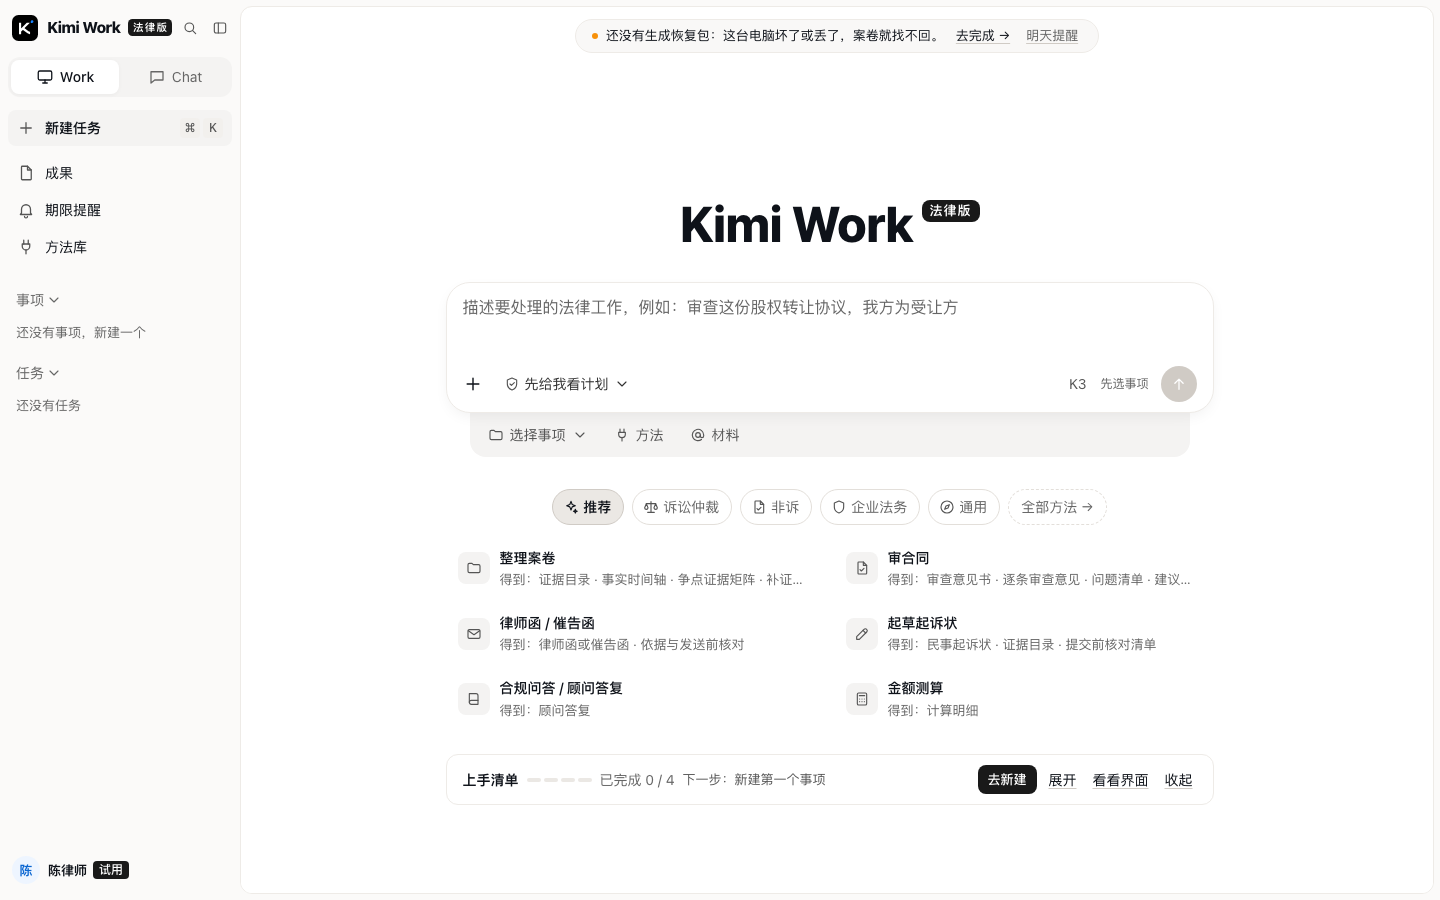 Kimi Work 法律版
Work
Chat
新建任务 ⌘ K
成果
期限提醒
方法库
事项
还没有事项，新建一个
任务
还没有任务
陈 陈律师 试用
还没有生成恢复包：这台电脑坏了或丢了，案卷就找不回。 去完成 → 明天提醒
Kimi Work 法律版
描述要处理的法律工作，例如：审查这份股权转让协议，我方为受让方
先给我看计划
K3 先选事项
选择事项 方法 材料
推荐 诉讼仲裁 非诉 企业法务 通用 全部方法 →
整理案卷
得到：证据目录 · 事实时间轴 · 争点证据矩阵 · 补证...
审合同
得到：审查意见书 · 逐条审查意见 · 问题清单 · 建议...
律师函 / 催告函
得到：律师函或催告函 · 依据与发送前核对
起草起诉状
得到：民事起诉状 · 证据目录 · 提交前核对清单
合规问答 / 顾问答复
得到：顾问答复
金额测算
得到：计算明细
上手清单 已完成 0 / 4 下一步：新建第一个事项 去新建 展开 看看界面 收起